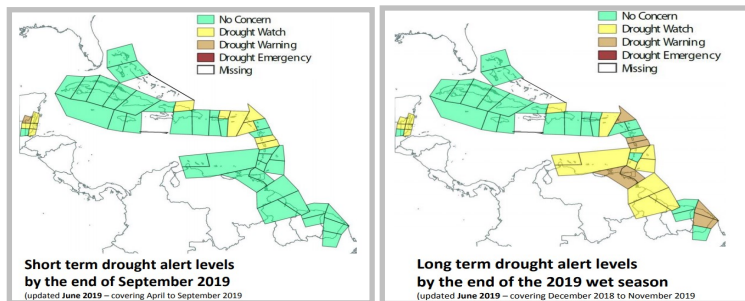 No Concern
Drought Watch
Drought Warning
Drought Emergency
Missing
Short term drought alert levels
by the end of September 2019
(updated June 2019 – covering April to September 2019
No Concern
Drought Watch
Drought Warning
Drought Emergency
Missing
Long term drought alert levels
by the end of the 2019 wet season
(updated June 2019 – covering December 2018 to November 2019